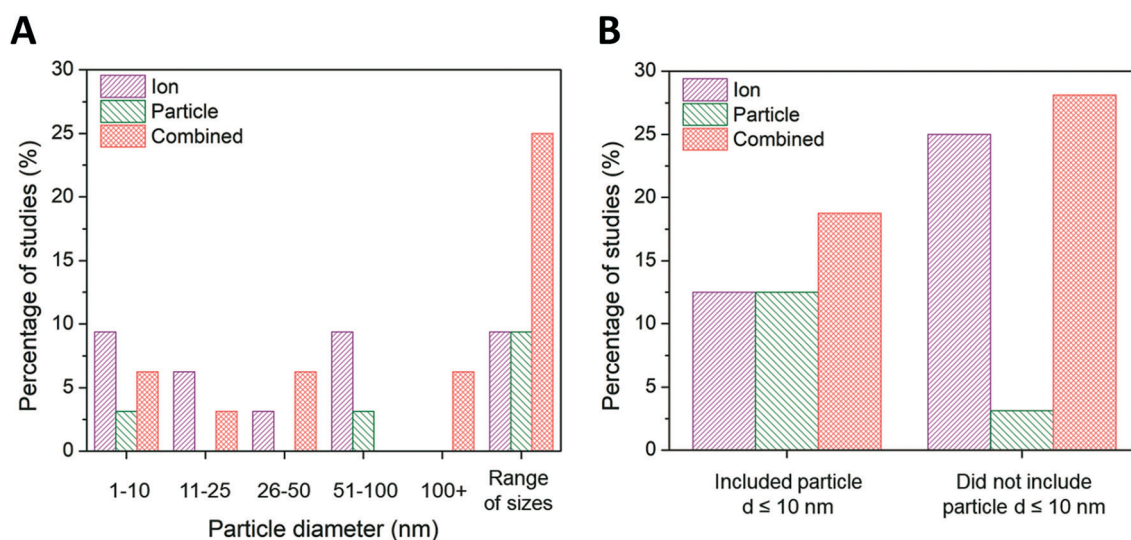 A
Percentage of studies (%)
30
25
20
15
10
5
0
Ion
Particle
Combined
1-10
11-25
26-50
51-100
100+
Range
of sizes
Particle diameter (nm)
B
Percentage of studies (%)
30
25
20
15
10
5
0
Ion
Particle
Combined
Included particle
d ≤ 10 nm
Did not include
particle d ≤ 10 nm